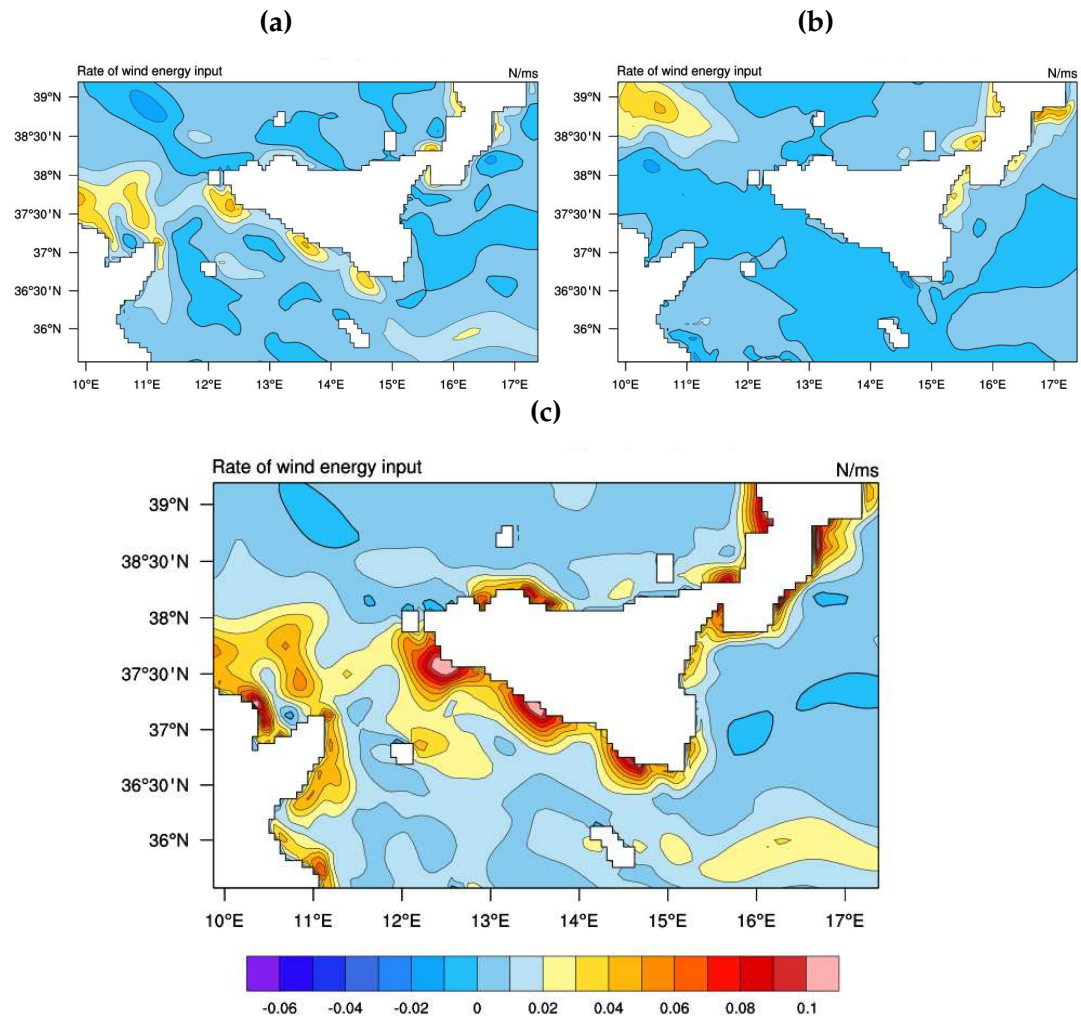 (a)
(b)
Rate of wind energy input N/ms
39°N
38°30'N
38°N
37°30'N
37°N
36°30'N
36°N
10°E 11°E 12°E 13°E 14°E 15°E 16°E 17°E
Rate of wind energy input N/ms
39°N
38°30'N
38°N
37°30'N
37°N
36°30'N
36°N
10°E 11°E 12°E 13°E 14°E 15°E 16°E 17°E
(c)
Rate of wind energy input N/ms
39°N
38°30'N
38°N
37°30'N
37°N
36°30'N
36°N
10°E 11°E 12°E 13°E 14°E 15°E 16°E 17°E
-0.06 -0.04 -0.02 0 0.02 0.04 0.06 0.08 0.1